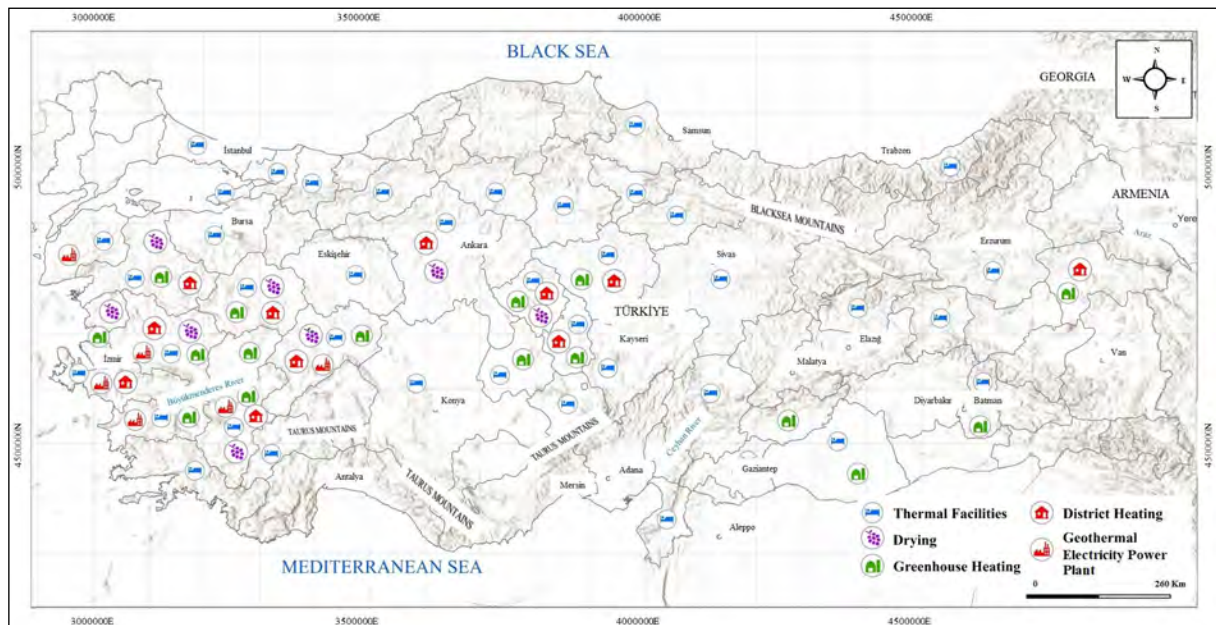 3000000E 3500000E 4000000E 4500000E
BLACK SEA
N
W E
S
GEORGIA
Samsun
İstanbul
Trabzon
5000000N 5000000N
ARMENIA
BLACKSEA MOUNTAINS
Yere
Bursa
Aras
Ankara
Erzurum
Eskişehir
Sivas
TÜRKİYE
Kayseri
Elazığ
İzmir
Van
Malatya
Büyükmenderes River
Diyarbakır
Batman
Konya
TAURUS MOUNTAINS
TAURUS MOUNTAINS
Ceyhan River
4500000N 4500000N
Adana
Gaziantep
Antalya
TAURUS MOUNTAINS
Mersin
Thermal Facilities
District Heating
Aleppo
Drying
Geothermal
Electricity Power
Plant
Greenhouse Heating
MEDITERRANEAN SEA
0 260 Km
3000000E 3500000E 4000000E 4500000E